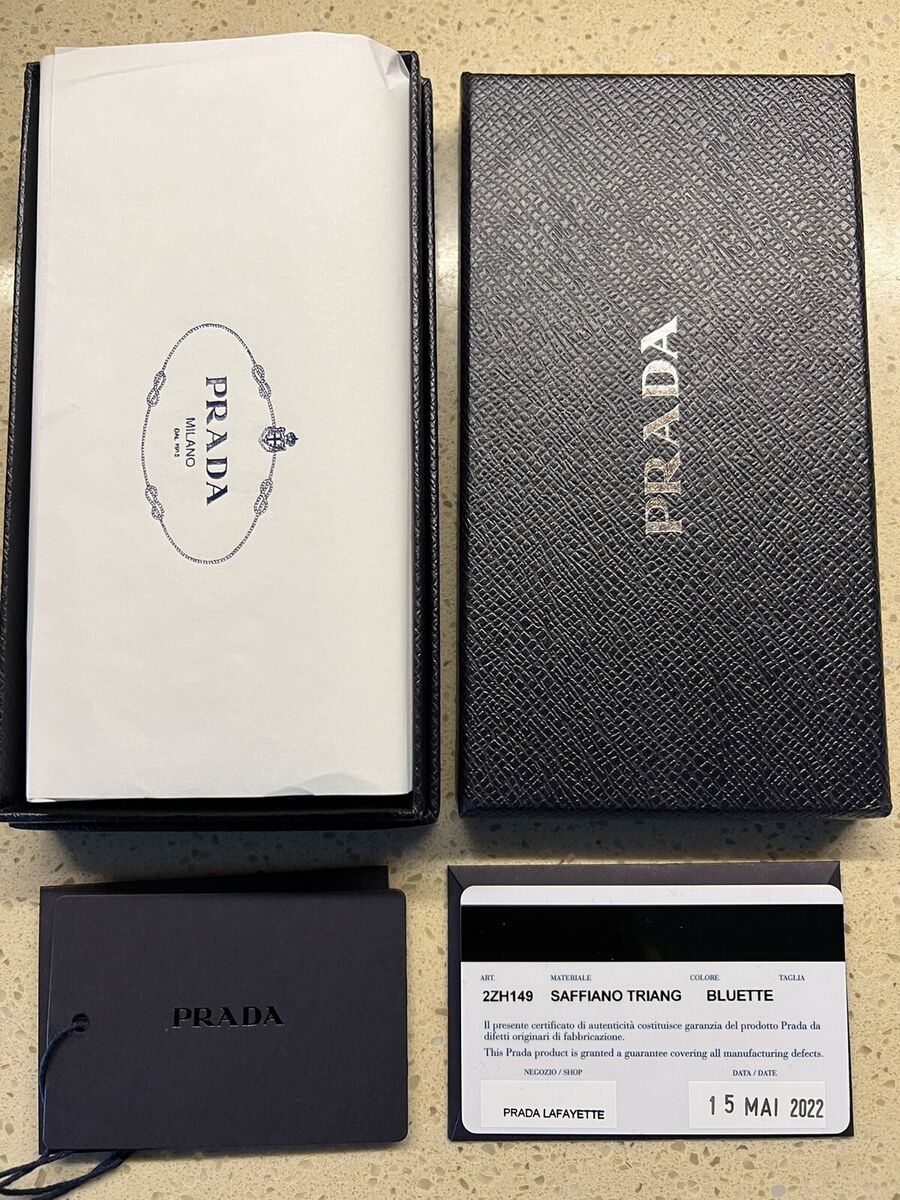 PRADA
MILANO
DAL 1913
PRADA
PRADA
ART. MATERIALE COLORE TAGLIA
2ZH149 SAFFIANO TRIANG BLUETTE
Il presente certificato di autenticità costituisce garanzia del prodotto Prada da
difetti originari di fabbricazione.
This Prada product is granted a guarantee covering all manufacturing defects.
NEGOZIO / SHOP DATA / DATE
PRADA LAFAYETTE 15 MAI 2022